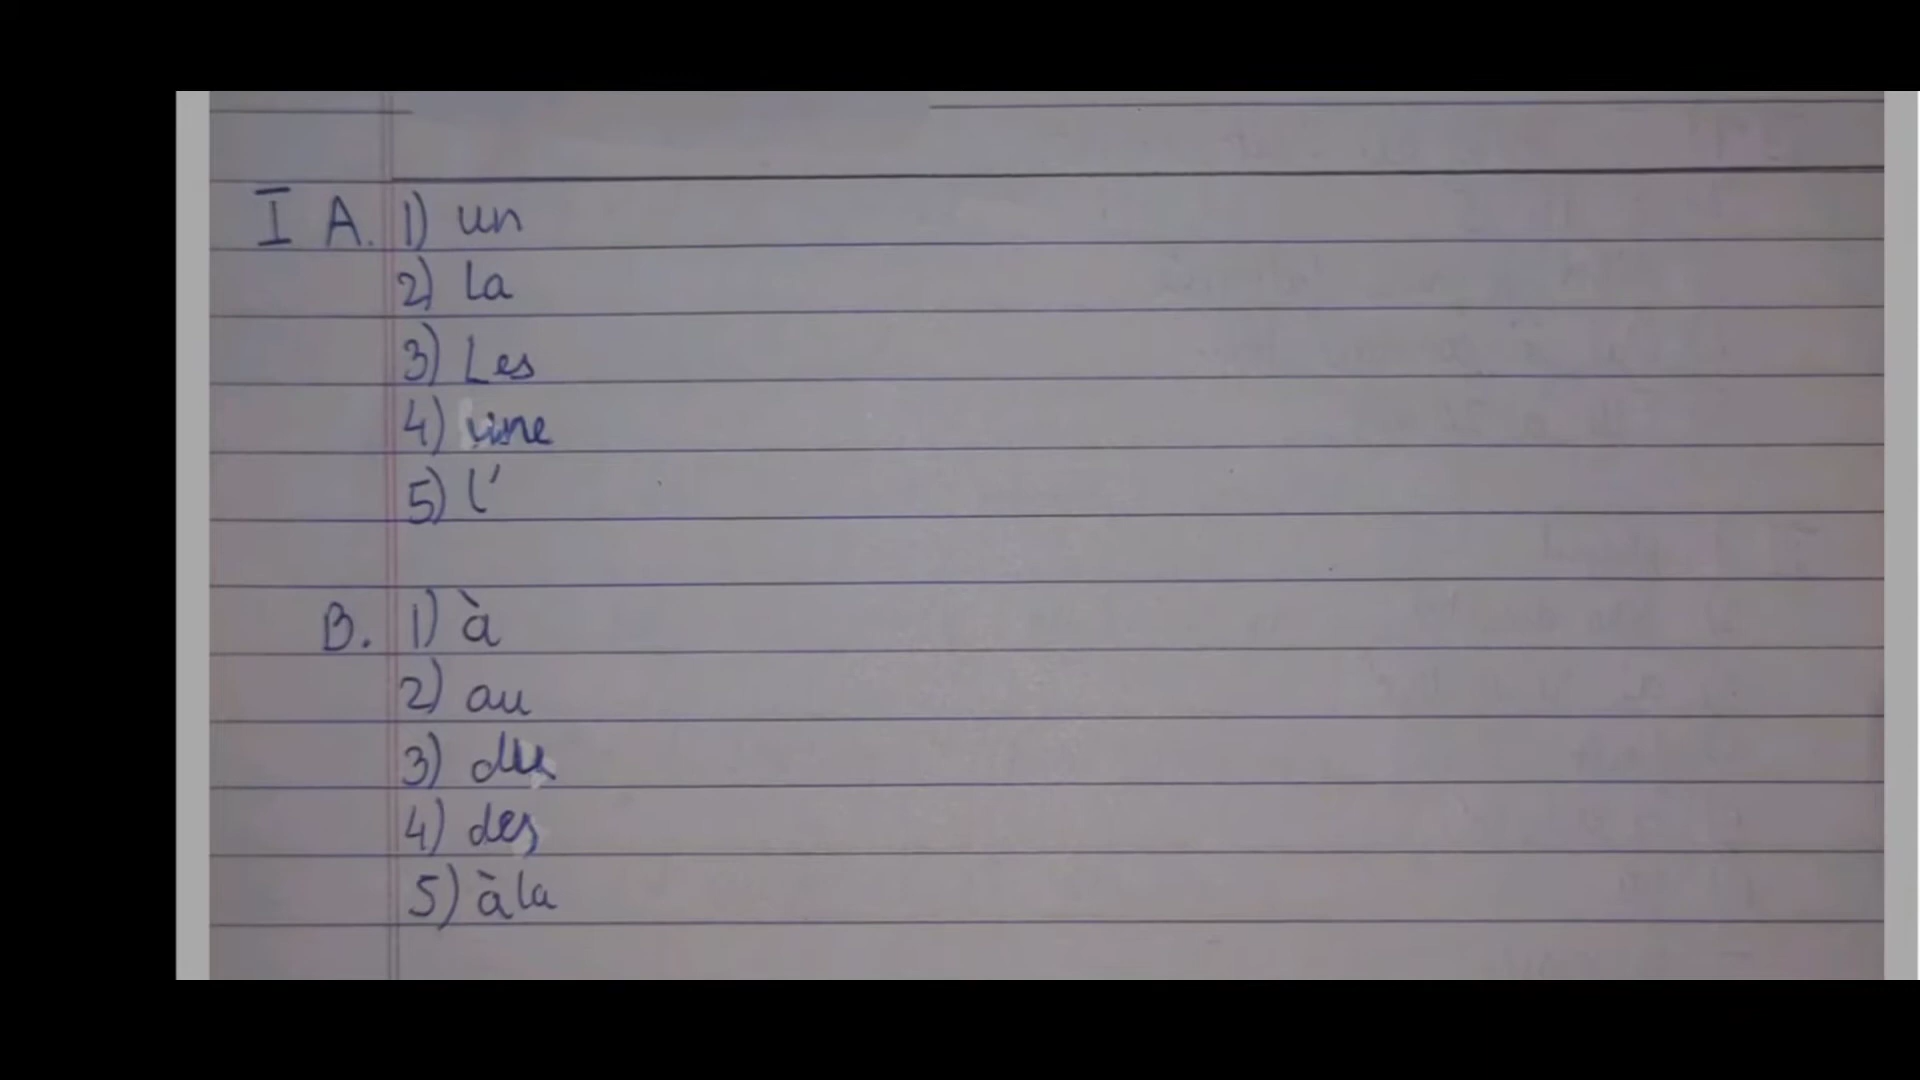 I A. 1) un
2) La
3) Les
4) une
5) l'
B. 1) à
2) au
3) du
4) des
5) à la